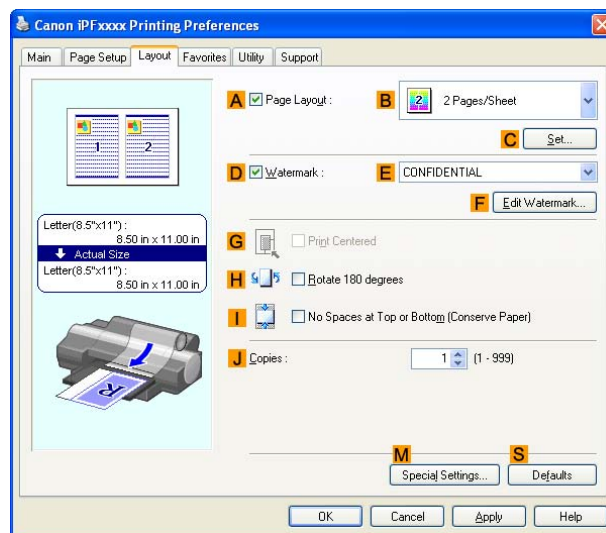 Canon iPFxxxx Printing Preferences
Main Page Setup Layout Favorites Utility Support
A Page Layout : B 2 2 Pages/Sheet
C Set...
D Watermark : E CONFIDENTIAL
F Edit Watermark...
1 2
Letter(8.5"x11") :
8.50 in x 11.00 in
Actual Size
Letter(8.5"x11") :
8.50 in x 11.00 in
R
G Print Centered
H Rotate 180 degrees
I No Spaces at Top or Bottom (Conserve Paper)
J Copies : 1 (1 - 999)
M S
Special Settings... Defaults
OK Cancel Apply Help